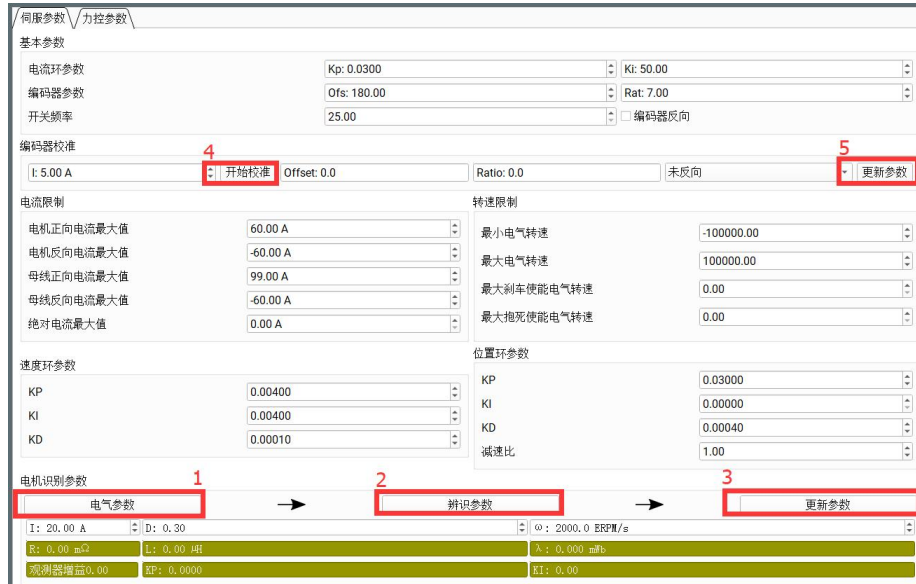 伺服参数 力控参数
基本参数
电流环参数 Kp: 0.0300 Ki: 50.00
编码器参数 Ofs: 180.00 Rat: 7.00
开关频率 25.00 编码器反向
编码器校准
4 5
I: 5.00 A 开始校准 Offset: 0.0 Ratio: 0.0 未反向 更新参数
电流限制
电机正向电流最大值 60.00 A
电机反向电流最大值 -60.00 A
母线正向电流最大值 99.00 A
母线反向电流最大值 -60.00 A
绝对电流最大值 0.00 A
转速限制
最小电气转速 -100000.00
最大电气转速 100000.00
最大刹车使能电气转速 0.00
最大抱死使能电气转速 0.00
速度环参数
KP 0.00400
KI 0.00400
KD 0.00010
位置环参数
KP 0.03000
KI 0.00000
KD 0.00040
减速比 1.00
电机识别参数
1 2 3
电气参数 辨识参数 更新参数
I: 20.00 A D: 0.30 ω: 2000.0 ERPM/s
R: 0.00 mΩ L: 0.00 μH λ: 0.000 mWb
观测器增益0.00 KP: 0.0000 KI: 0.00